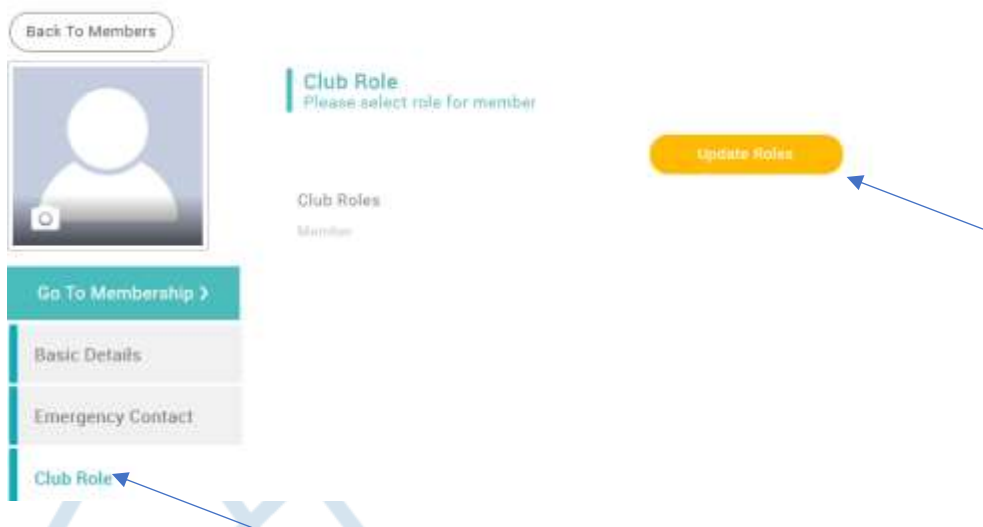 Back To Members
Club Role
Please select role for member
Update Roles
Club Roles
Member
Go To Membership >
Basic Details
Emergency Contact
Club Role